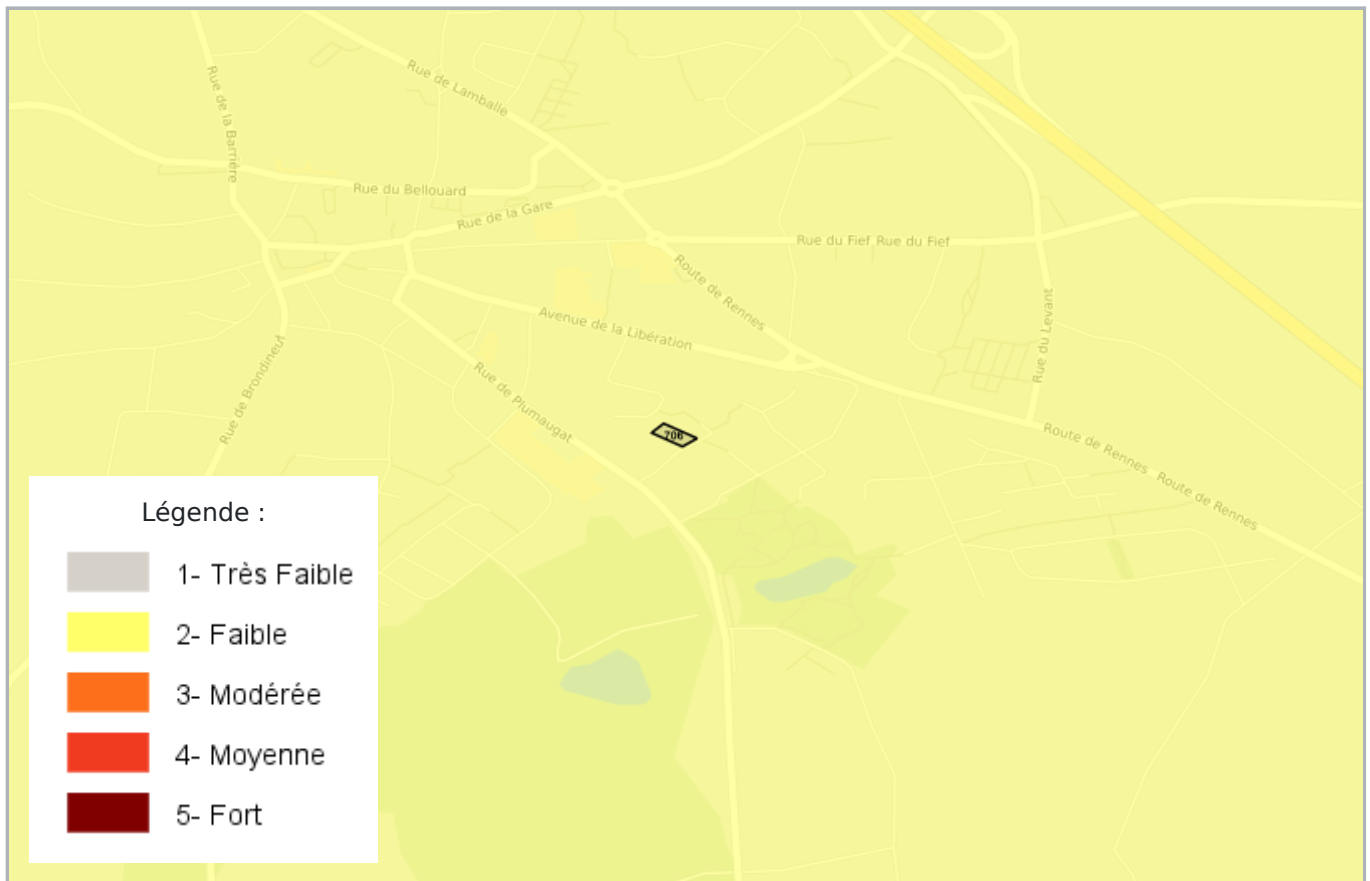 Rue de Lamballe
Rue de la Barrière
Rue du Bellouard
Rue de la Gare
Rue du Fief Rue du Fief
Route de Rennes
Avenue de la Libération
Rue du Levant
Rue de Brondineuf
Rue de Plumaugat
706
Route de Rennes Route de Rennes
Légende :
1- Très Faible
2- Faible
3- Modérée
4- Moyenne
5- Fort